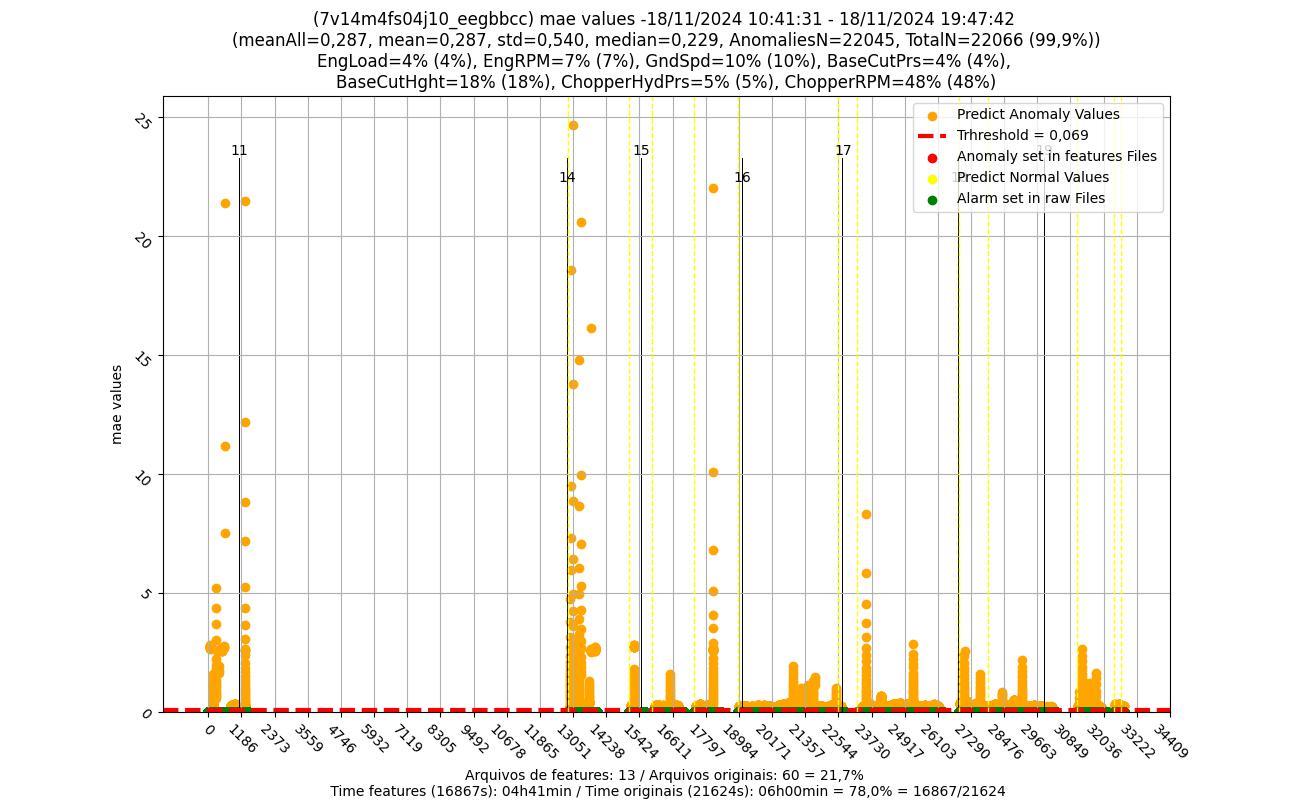 (7v14m4fs04j10_eegbbcc) mae values -18/11/2024 10:41:31 - 18/11/2024 19:47:42
(meanAll=0,287, mean=0,287, std=0,540, median=0,229, AnomaliesN=22045, TotalN=22066 (99,9%))
EngLoad=4% (4%), EngRPM=7% (7%), GndSpd=10% (10%), BaseCutPrs=4% (4%),
BaseCutHght=18% (18%), ChopperHydPrs=5% (5%), ChopperRPM=48% (48%)
Predict Anomaly Values
Trhreshold = 0,069
Anomaly set in features Files
Predict Normal Values
Alarm set in raw Files
11 15 17 19
14 16
mae values
25
20
15
10
5
0
0 1186 2373 3559 4746 5932 7119 8305 9492 10678 11865 13051 14238 15424 16611 17797 18984 20171 21357 22544 23730 24917 26103 27290 28476 29663 30849 32036 33222 34409
Arquivos de features: 13 / Arquivos originais: 60 = 21,7%
Time features (16867s): 04h41min / Time originais (21624s): 06h00min = 78,0% = 16867/21624